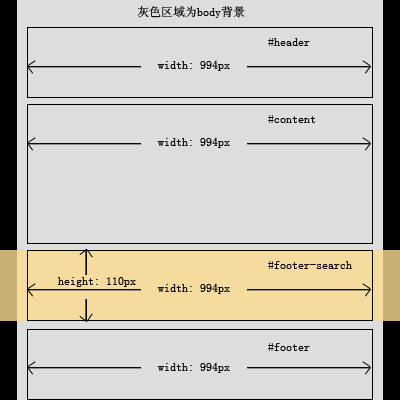 灰色区域为body背景
#header
width: 994px
#content
width: 994px
#footer-search
height: 110px
width: 994px
#footer
width: 994px